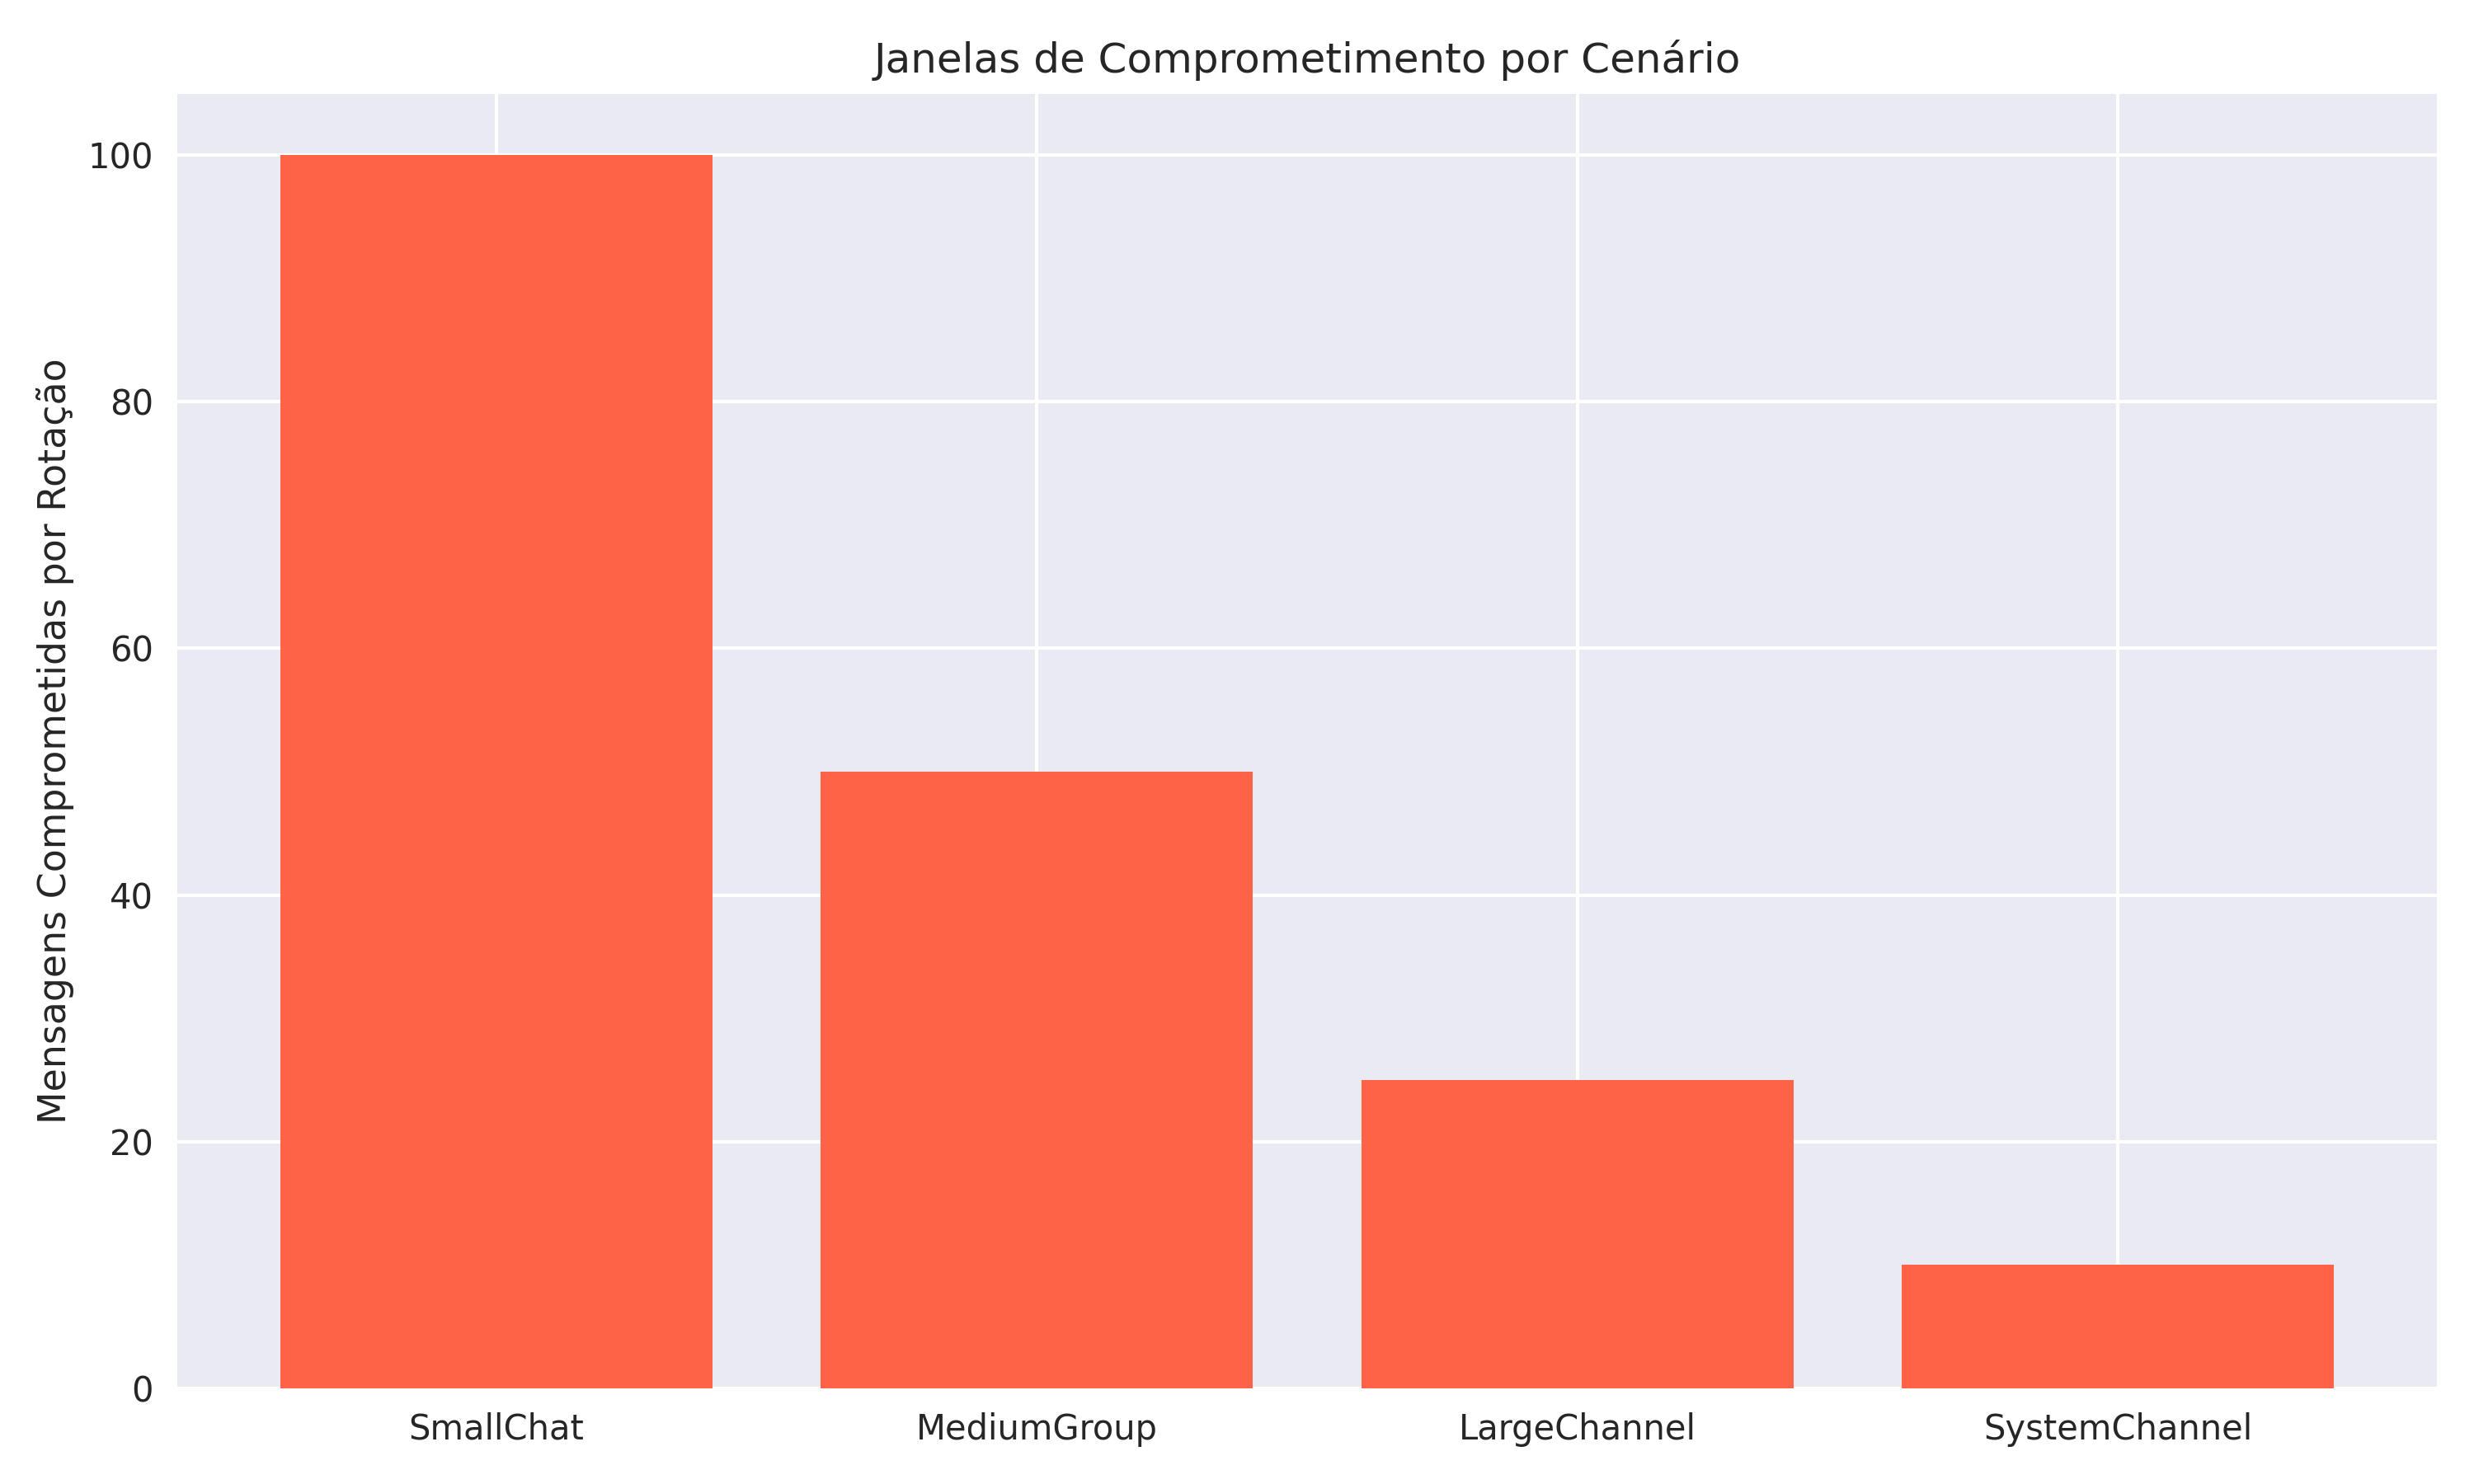 Janelas de Comprometimento por Cenário
Mensagens Comprometidas por Rotação
100
80
60
40
20
0
SmallChat
MediumGroup
LargeChannel
SystemChannel